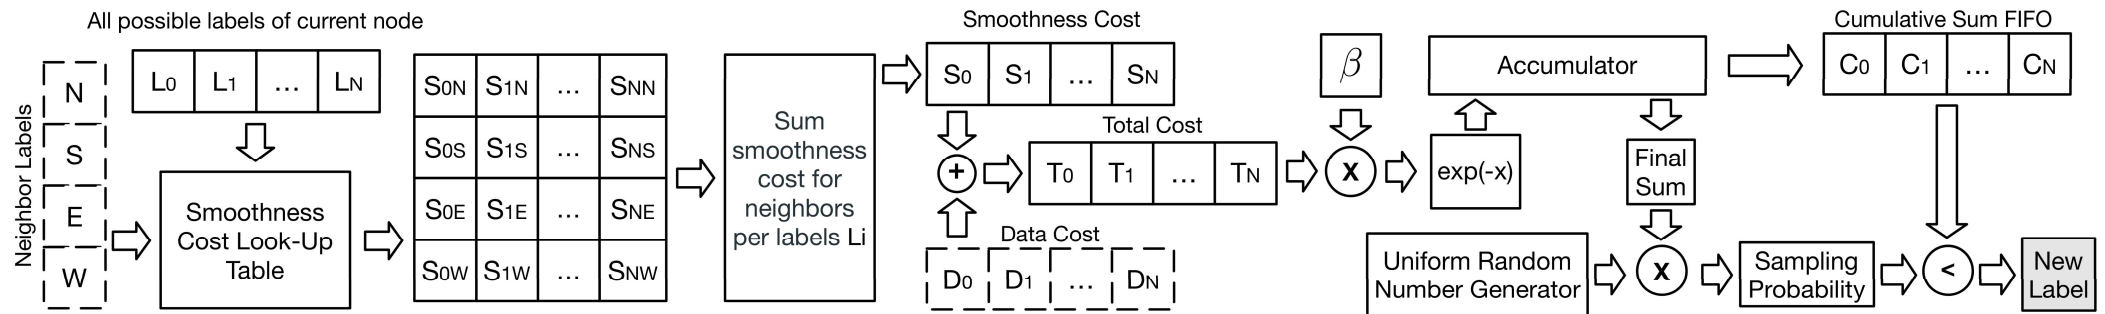 All possible labels of current node
L0 L1 ... LN
Neighbor Labels
N
S
E
W
Smoothness
Cost Look-Up
Table
S0N S1N ... SNN
S0S S1S ... SNS
S0E S1E ... SNE
S0W S1W ... SNW
Sum
smoothness
cost for
neighbors
per labels Li
Smoothness Cost
S0 S1 ... SN
+
Data Cost
D0 D1 ... DN
Total Cost
T0 T1 ... TN
β
X
exp(-x)
Accumulator
Final
Sum
Uniform Random
Number Generator
X
Sampling
Probability
Cumulative Sum FIFO
C0 C1 ... CN
<
New
Label